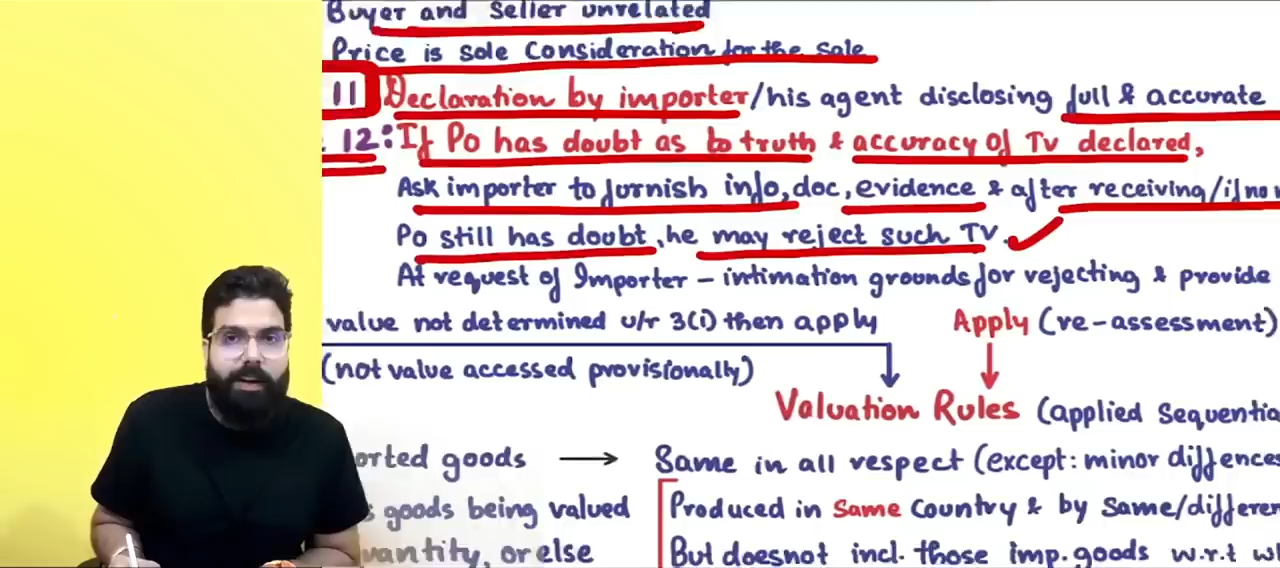 Buyer and Seller unrelated
Price is sole Consideration for the sale
11 Declaration by importer/his agent disclosing full & accurate
12: If Po has doubt as to truth & accuracy of Tv declared,
Ask importer to furnish info, doc, evidence & after receiving/if no
Po still has doubt, he may reject such TV.
At request of Importer - intimation grounds for rejecting & provide
value not determined u/r 3(i) then apply
Apply (re-assessment)
(not value accessed provisionally)
Valuation Rules (applied Sequentia
orted goods → Same in all respect (except: minor differences
s goods being valued Produced in Same Country & by Same/differen
uantity, or else But doesnot incl. those imp. goods w.r.t wh